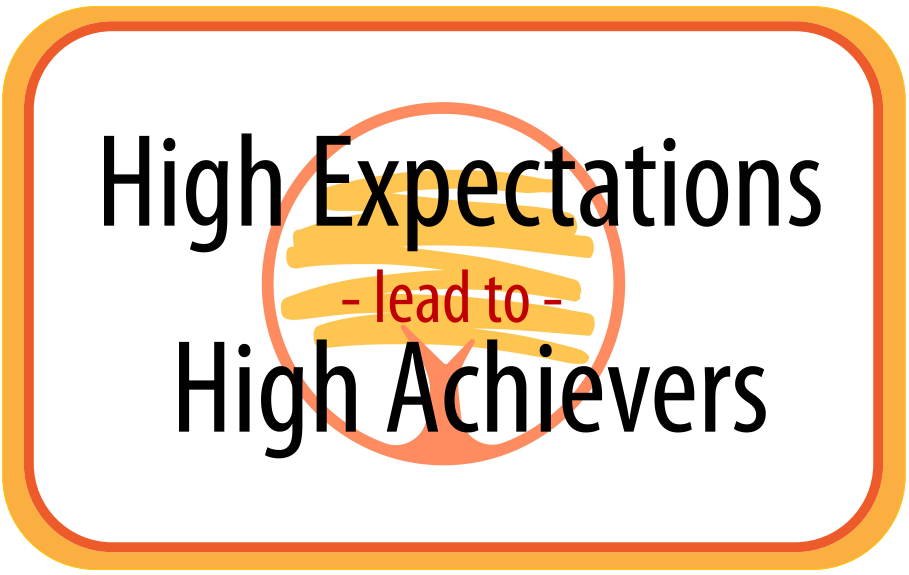 High Expectations
- lead to -
High Achievers